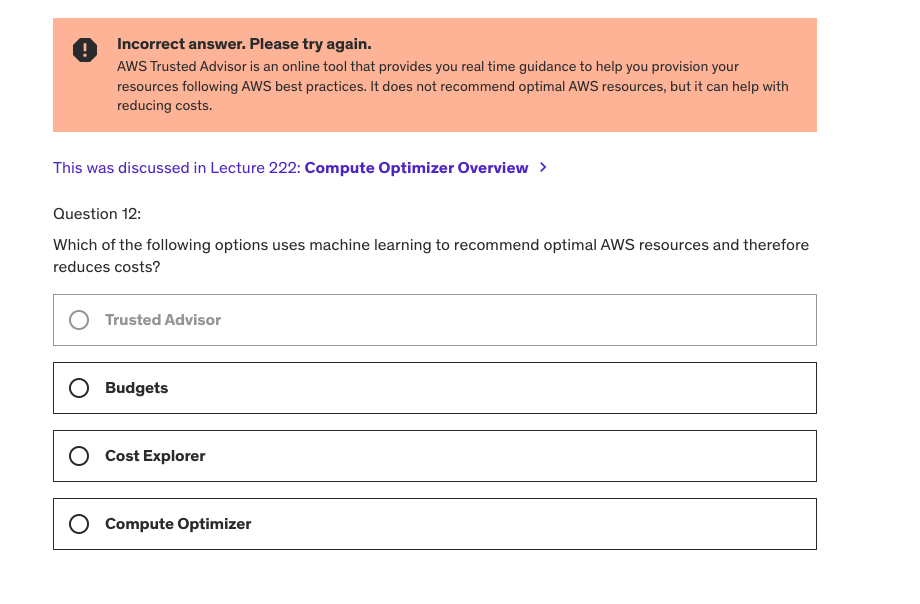 Incorrect answer. Please try again.
AWS Trusted Advisor is an online tool that provides you real time guidance to help you provision your
resources following AWS best practices. It does not recommend optimal AWS resources, but it can help with
reducing costs.
This was discussed in Lecture 222: Compute Optimizer Overview
Question 12:
Which of the following options uses machine learning to recommend optimal AWS resources and therefore
reduces costs?
Trusted Advisor
Budgets
Cost Explorer
Compute Optimizer